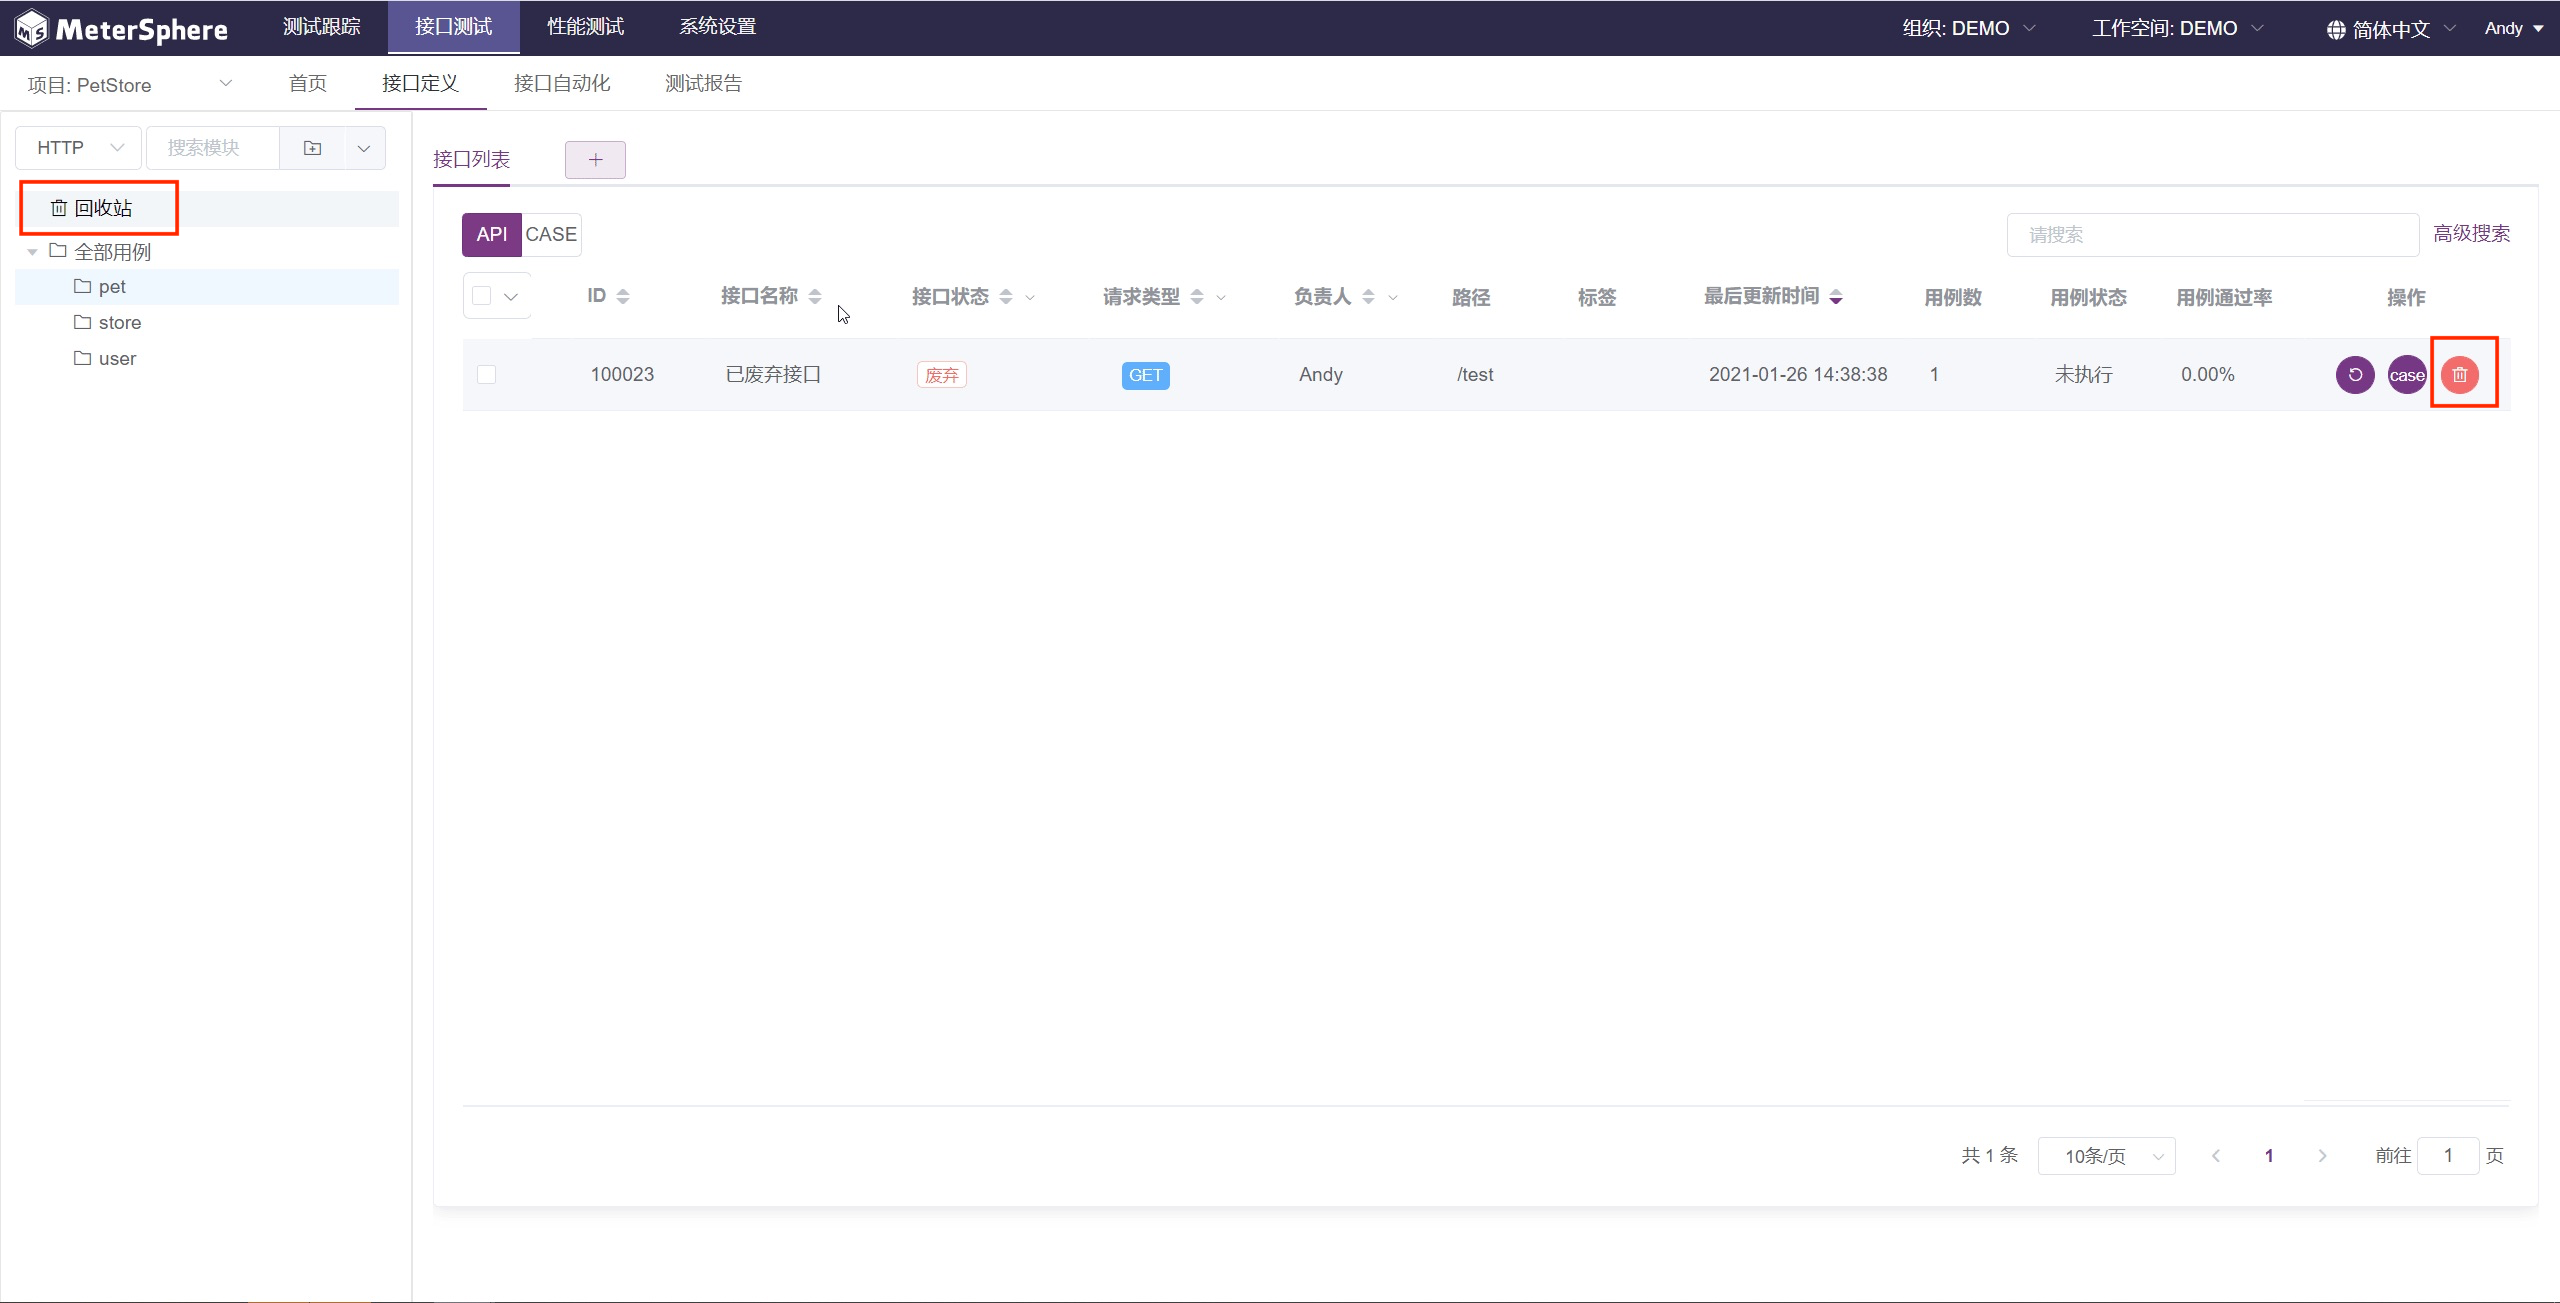 MeterSphere 测试跟踪 接口测试 性能测试 系统设置 组织: DEMO 工作空间: DEMO 简体中文 Andy
项目: PetStore 首页 接口定义 接口自动化 测试报告
HTTP 搜索模块
回收站
全部用例
pet
store
user
接口列表 +
API CASE 请搜索 高级搜索
ID 接口名称 接口状态 请求类型 负责人 路径 标签 最后更新时间 用例数 用例状态 用例通过率 操作
100023 已废弃接口 废弃 GET Andy /test 2021-01-26 14:38:38 1 未执行 0.00% case
共 1 条 10条/页 1 前往 1 页